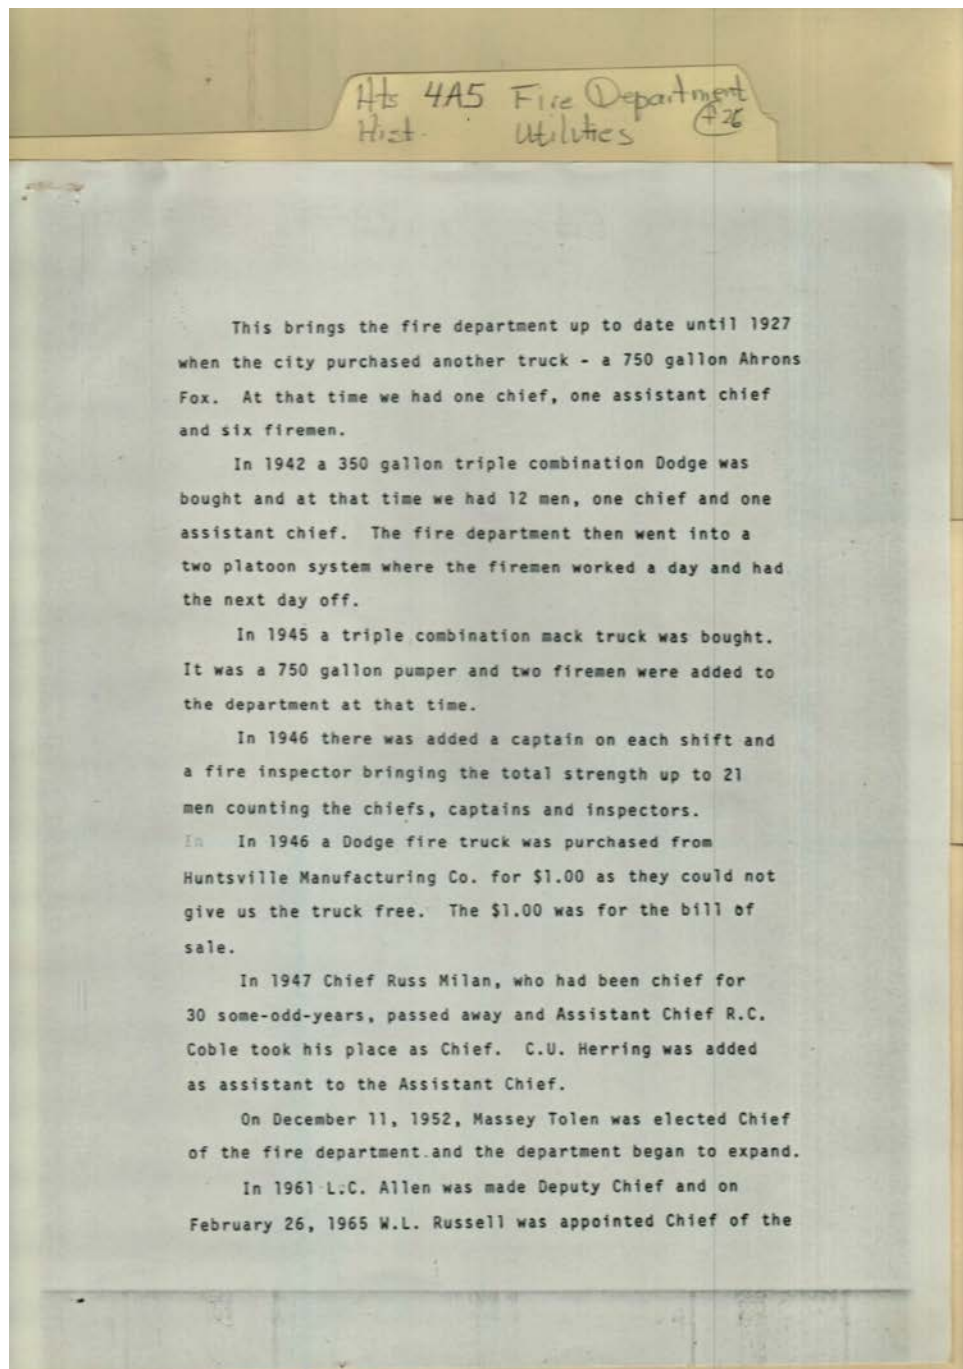 Hts 4A5 Fire Department
Hist. Utilities f26
This brings the fire department up to date until 1927
when the city purchased another truck - a 750 gallon Ahrons
Fox. At that time we had one chief, one assistant chief
and six firemen.
In 1942 a 350 gallon triple combination Dodge was
bought and at that time we had 12 men, one chief and one
assistant chief. The fire department then went into a
two platoon system where the firemen worked a day and had
the next day off.
In 1945 a triple combination mack truck was bought.
It was a 750 gallon pumper and two firemen were added to
the department at that time.
In 1946 there was added a captain on each shift and
a fire inspector bringing the total strength up to 21
men counting the chiefs, captains and inspectors.
In In 1946 a Dodge fire truck was purchased from
Huntsville Manufacturing Co. for $1.00 as they could not
give us the truck free. The $1.00 was for the bill of
sale.
In 1947 Chief Russ Milan, who had been chief for
30 some-odd-years, passed away and Assistant Chief R.C.
Coble took his place as Chief. C.U. Herring was added
as assistant to the Assistant Chief.
On December 11, 1952, Massey Tolen was elected Chief
of the fire department and the department began to expand.
In 1961 L.C. Allen was made Deputy Chief and on
February 26, 1965 W.L. Russell was appointed Chief of the